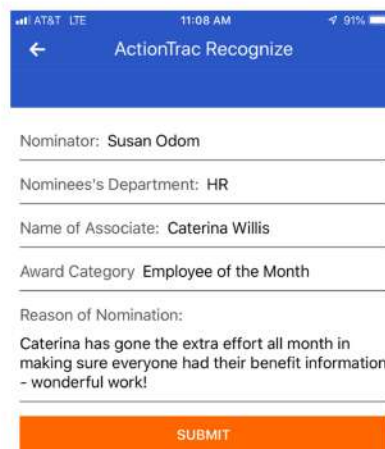 AT&T LTE 11:08 AM 91%
ActionTrac Recognize
Nominator: Susan Odom
Nominees's Department: HR
Name of Associate: Caterina Willis
Award Category Employee of the Month
Reason of Nomination:
Caterina has gone the extra effort all month in
making sure everyone had their benefit information
- wonderful work!
SUBMIT